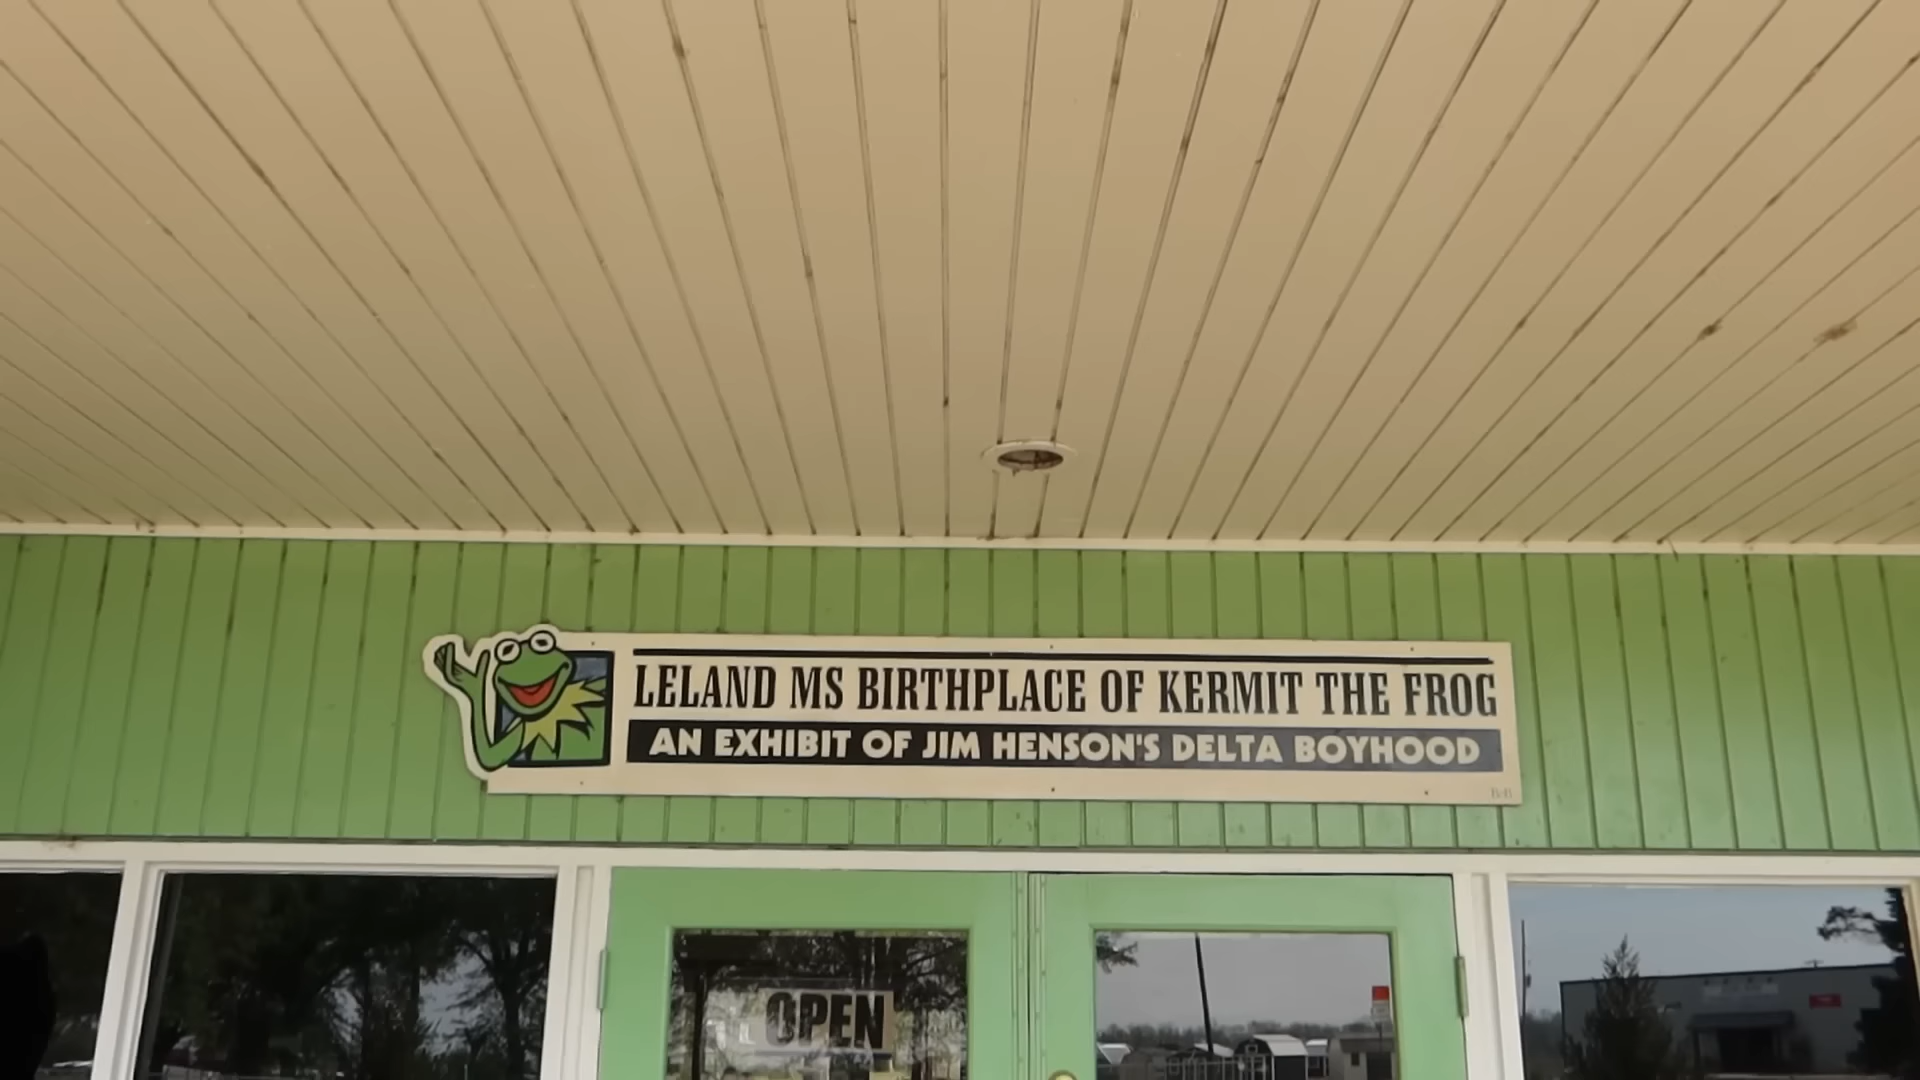 LELAND MS BIRTHPLACE OF KERMIT THE FROG
AN EXHIBIT OF JIM HENSON'S DELTA BOYHOOD
OPEN